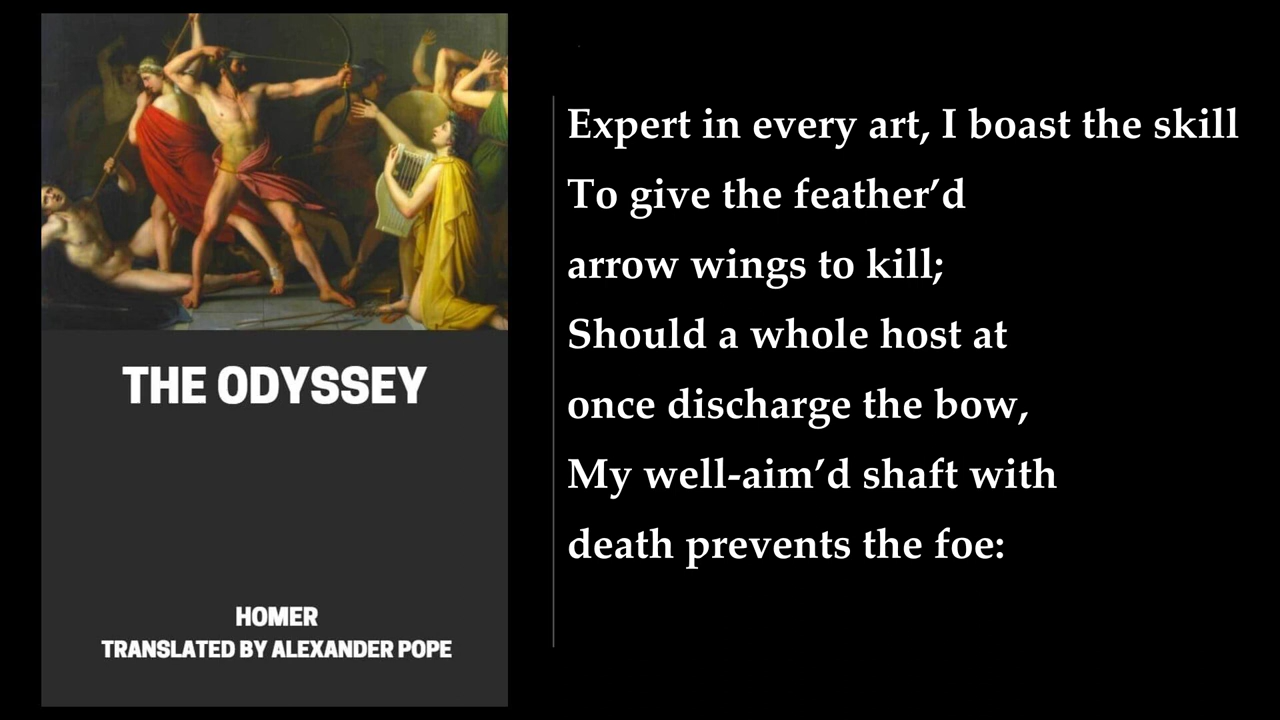 THE ODYSSEY
HOMER
TRANSLATED BY ALEXANDER POPE
Expert in every art, I boast the skill
To give the feather’d
arrow wings to kill;
Should a whole host at
once discharge the bow,
My well-aim’d shaft with
death prevents the foe: